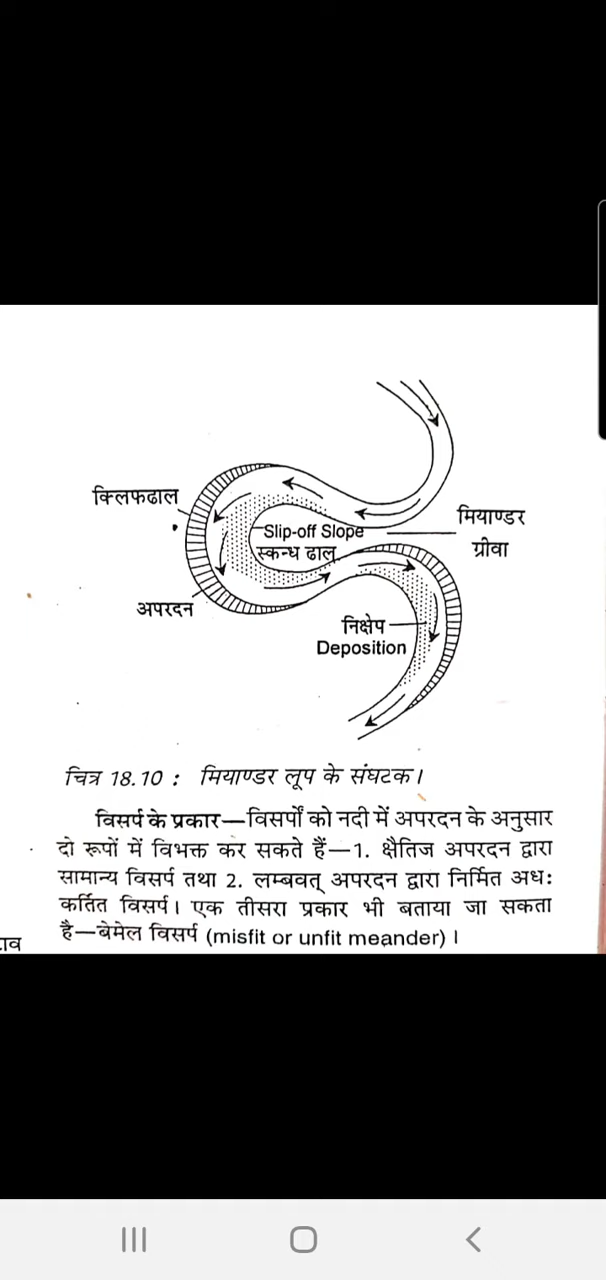 क्लिफढाल
Slip-off Slope
स्कन्ध ढाल
मियाण्डर
ग्रीवा
अपरदन
निक्षेप
Deposition
चित्र 18.10 : मियाण्डर लूप के संघटक।
विसर्प के प्रकार—विसर्पों को नदी में अपरदन के अनुसार
दो रूपों में विभक्त कर सकते हैं—1. क्षैतिज अपरदन द्वारा
सामान्य विसर्प तथा 2. लम्बवत् अपरदन द्वारा निर्मित अधः
कर्तित विसर्प। एक तीसरा प्रकार भी बताया जा सकता
है—बेमेल विसर्प (misfit or unfit meander) ।